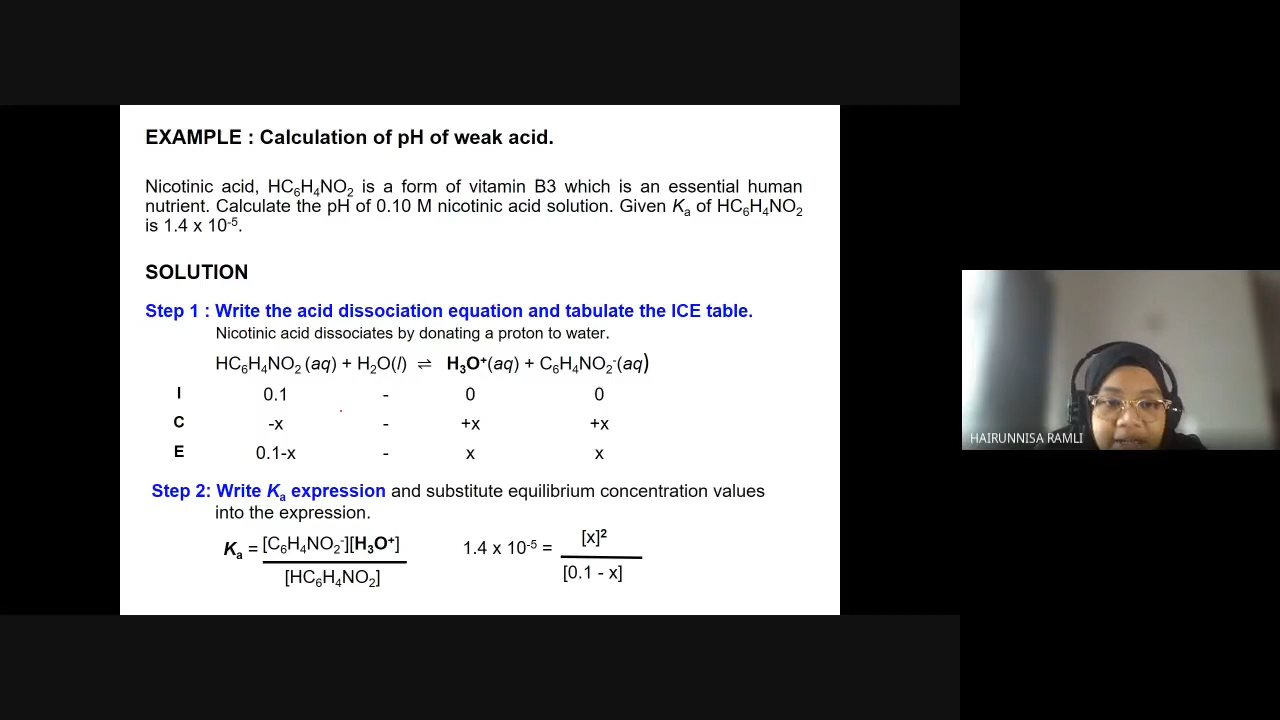 EXAMPLE : Calculation of pH of weak acid.
Nicotinic acid, HC₆H₄NO₂ is a form of vitamin B3 which is an essential human
nutrient. Calculate the pH of 0.10 M nicotinic acid solution. Given Kₐ of HC₆H₄NO₂
is 1.4 x 10⁻⁵.
SOLUTION
Step 1 : Write the acid dissociation equation and tabulate the ICE table.
Nicotinic acid dissociates by donating a proton to water.
HC₆H₄NO₂ (aq) + H₂O(l) ⇌ H₃O⁺(aq) + C₆H₄NO₂⁻(aq)
I 0.1 - 0 0
C -x - +x +x
E 0.1-x - x x
Step 2: Write Kₐ expression and substitute equilibrium concentration values
into the expression.
Kₐ = [C₆H₄NO₂⁻][H₃O⁺] 1.4 x 10⁻⁵ = [x]²
[HC₆H₄NO₂] [0.1 - x]
HAIRUNNISA RAMLI